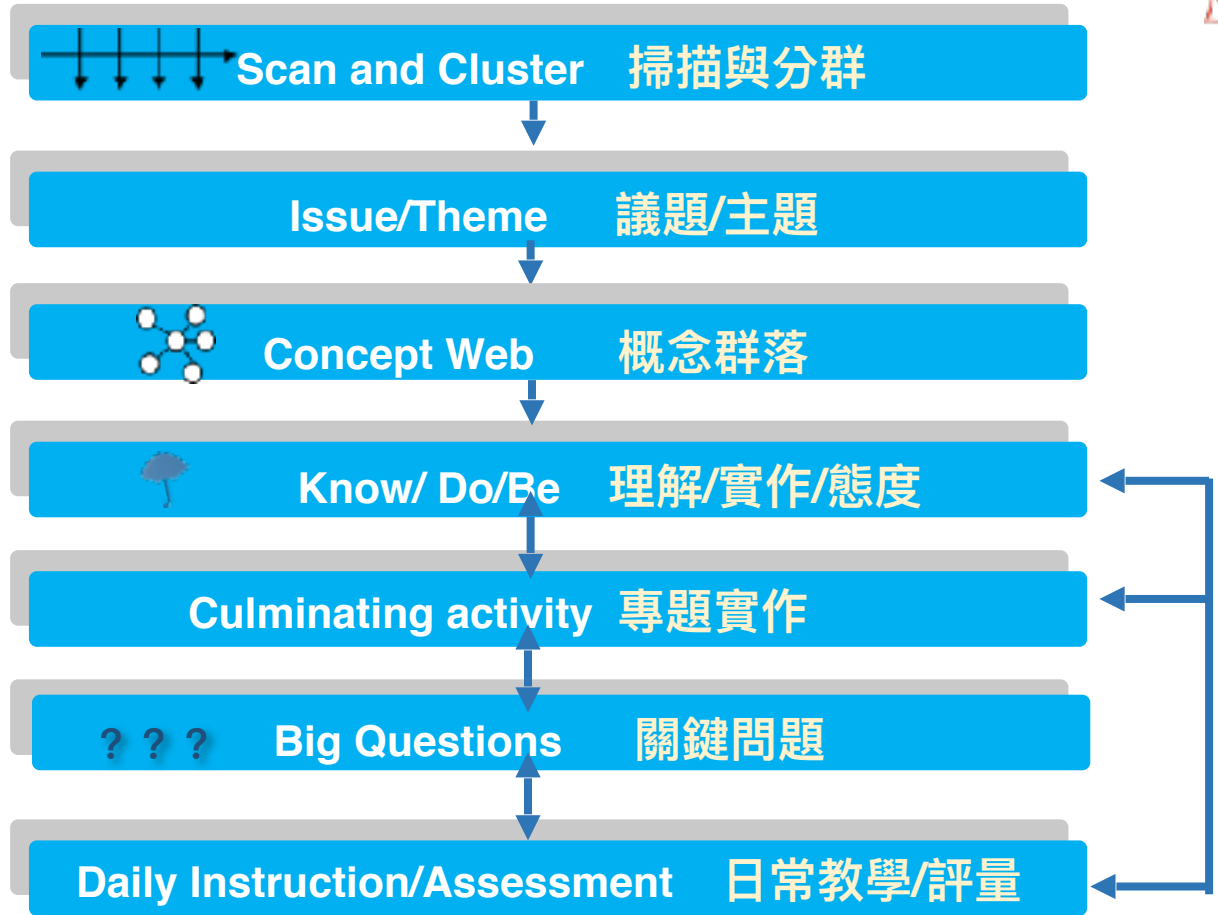 Scan and Cluster 掃描與分群
Issue/Theme 議題/主題
Concept Web 概念群落
Know/ Do/Be 理解/實作/態度
Culminating activity 專題實作
? ? ? Big Questions 關鍵問題
Daily Instruction/Assessment 日常教學/評量